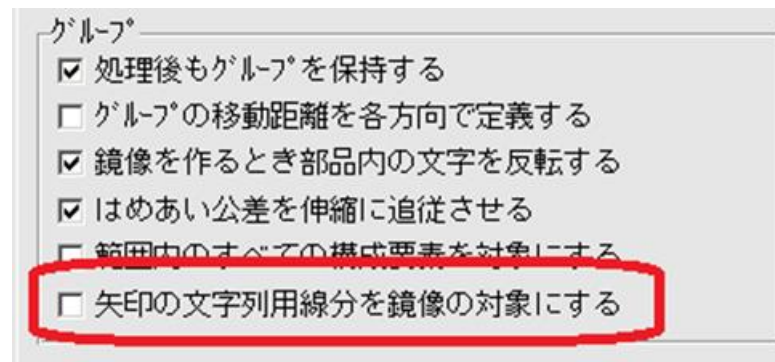 ｸﾞﾙｰﾌﾟ
処理後もｸﾞﾙｰﾌﾟを保持する
ｸﾞﾙｰﾌﾟの移動距離を各方向で定義する
鏡像を作るとき部品内の文字を反転する
はめあい公差を伸縮に追従させる
範囲内のすべての構成要素を対象にする
矢印の文字列用線分を鏡像の対象にする